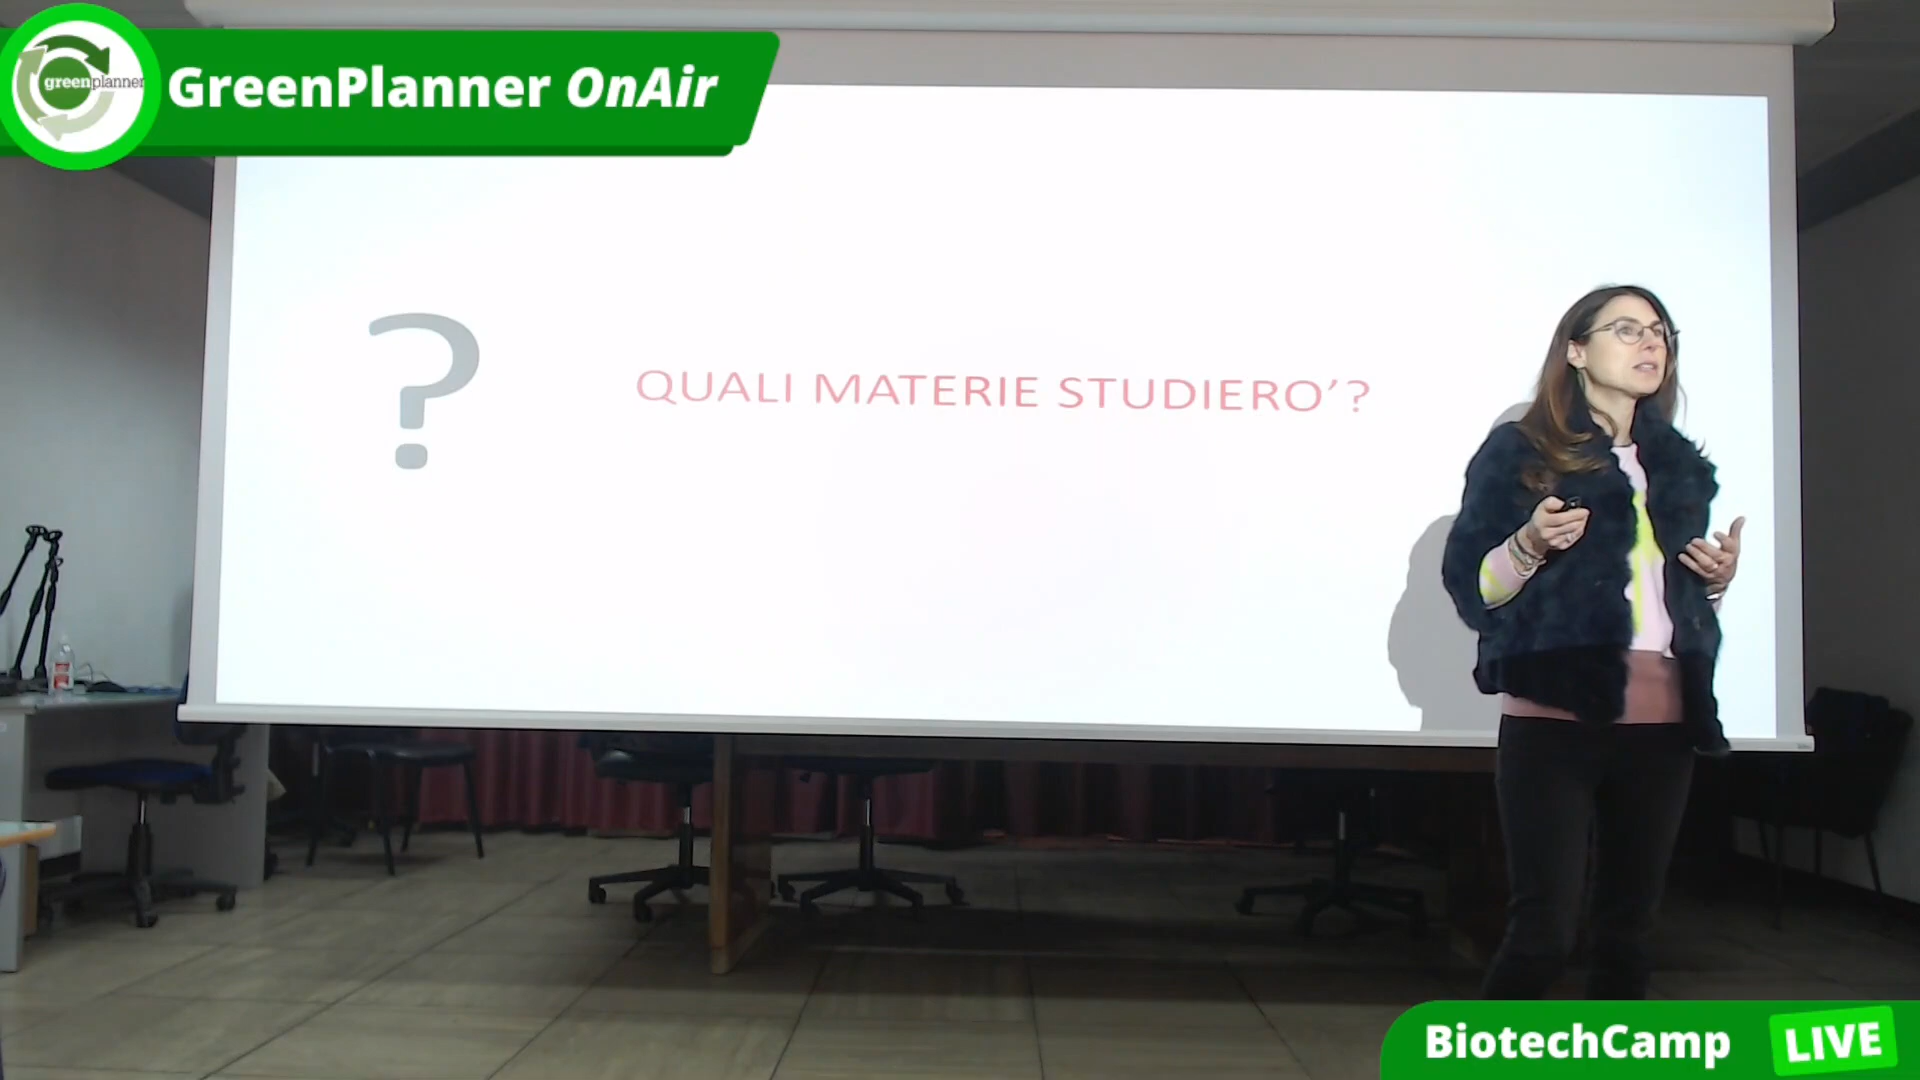 greenplanner
GreenPlanner OnAir
?
QUALI MATERIE STUDIERO’?
BiotechCamp
LIVE